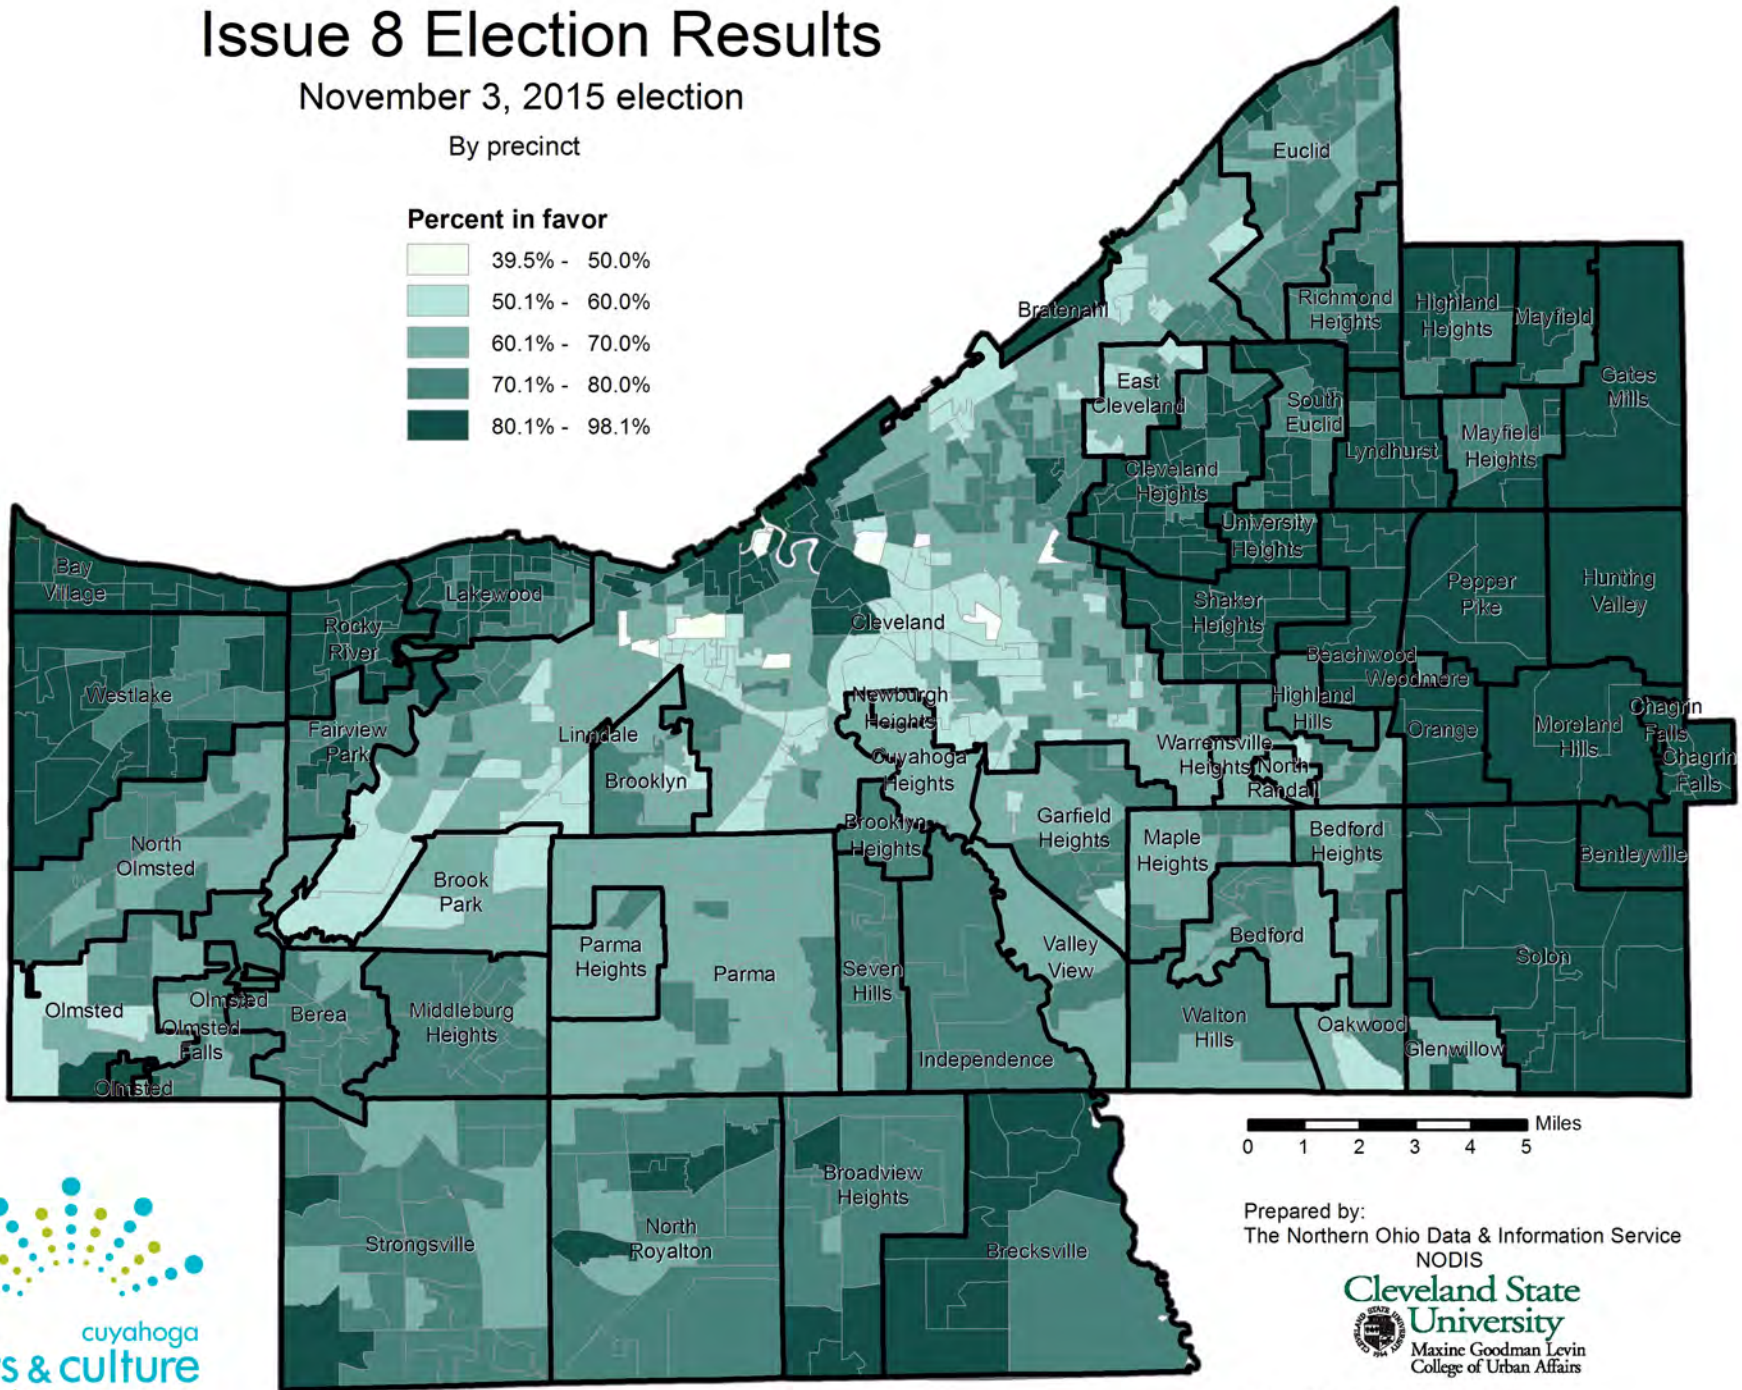 Issue 8 Election Results
November 3, 2015 election
By precinct
Percent in favor
39.5% - 50.0%
50.1% - 60.0%
60.1% - 70.0%
70.1% - 80.0%
80.1% - 98.1%
Euclid
Bratenahl
Richmond
Heights
Highland
Heights
Mayfield
Gates
Mills
East
Cleveland
South
Euclid
Lyndhurst
Mayfield
Heights
Cleveland
Heights
University
Heights
Bay
Village
Lakewood
Rocky
River
Cleveland
Shaker
Heights
Pepper
Pike
Hunting
Valley
Beachwood
Woodmere
Westlake
Fairview
Park
Linndale
Brooklyn
Newburgh
Heights
Cuyahoga
Heights
Highland
Hills
Warrensville
Heights
North
Randall
Orange
Moreland
Hills
Chagrin
Falls
Chagrin
Falls
North
Olmsted
Brook
Park
Brooklyn
Heights
Garfield
Heights
Maple
Heights
Bedford
Heights
Bentleyville
Parma
Heights
Parma
Seven
Hills
Valley
View
Bedford
Solon
Olmsted
Olmsted
Olmsted
Falls
Olmsted
Berea
Middleburg
Heights
Independence
Walton
Hills
Oakwood
Glenwillow
Strongsville
North
Royalton
Broadview
Heights
Brecksville
Miles
0 1 2 3 4 5
Prepared by:
The Northern Ohio Data & Information Service
NODIS
Cleveland State
University
Maxine Goodman Levin
College of Urban Affairs
cuyahoga
s & culture